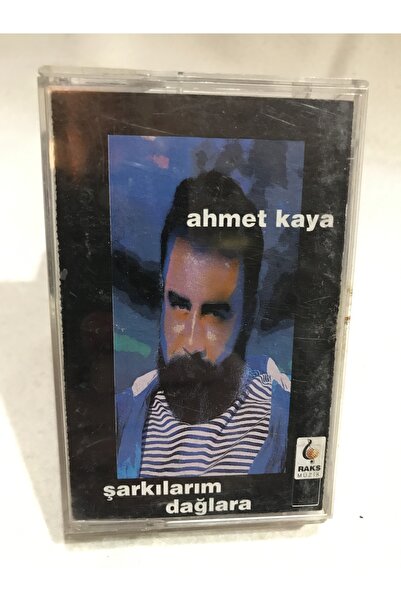 ahmet kaya
şarkılarım
dağlara
RAKS
MÜZİK